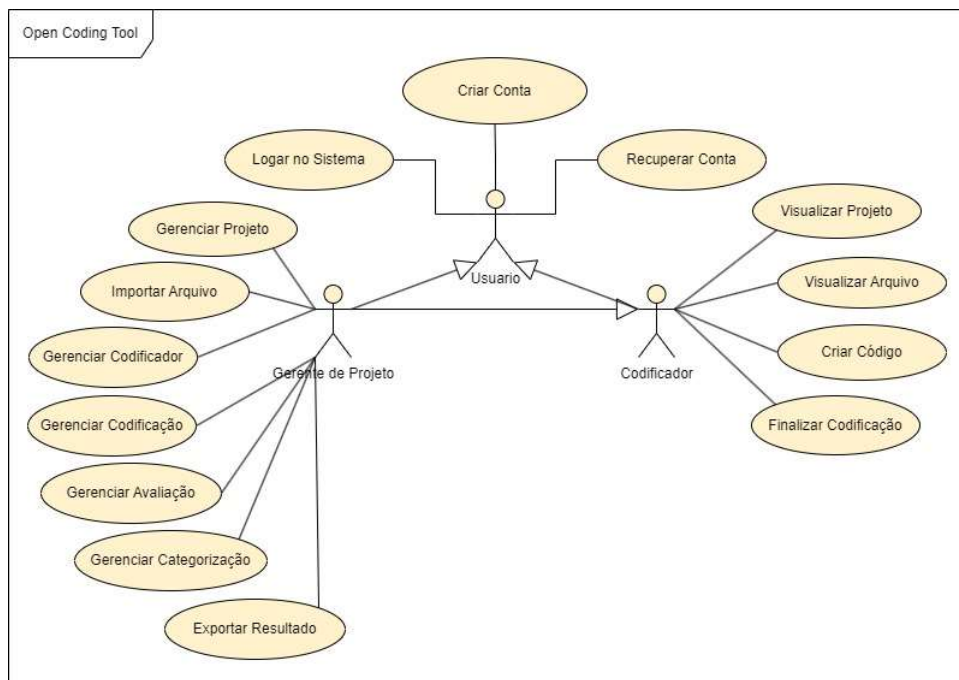 Open Coding Tool
Criar Conta
Logar no Sistema
Recuperar Conta
Gerenciar Projeto
Visualizar Projeto
Usuario
Importar Arquivo
Visualizar Arquivo
Gerenciar Codificador
Criar Código
Gerente de Projeto
Codificador
Gerenciar Codificação
Finalizar Codificação
Gerenciar Avaliação
Gerenciar Categorização
Exportar Resultado